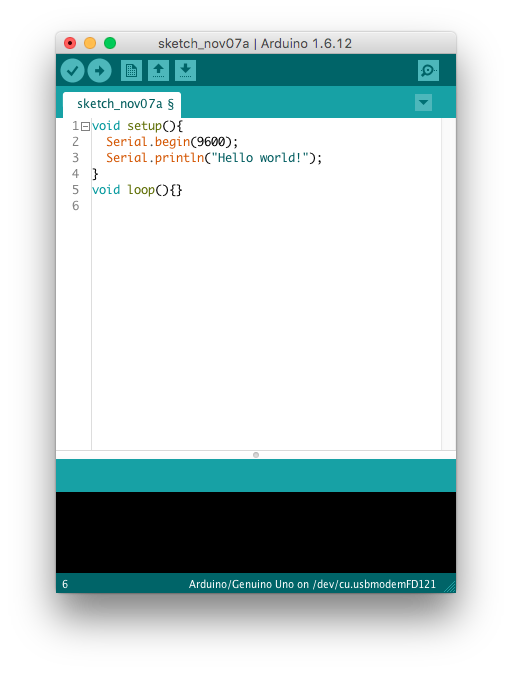 sketch_nov07a | Arduino 1.6.12
sketch_nov07a §
1 void setup(){
2   Serial.begin(9600);
3   Serial.println("Hello world!");
4 }
5 void loop(){}
6
6 Arduino/Genuino Uno on /dev/cu.usbmodemFD121